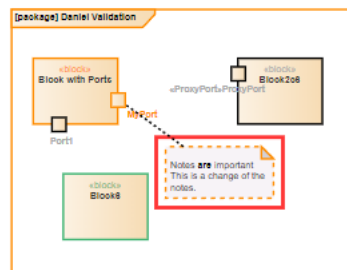 [package] Daniel Validation
«block»
Block with Ports
MyPort
Port1
«block»
Block2c6
«ProxyPort»ProxyPort
Notes are important
This is a change of the
notes.
«block»
Block6